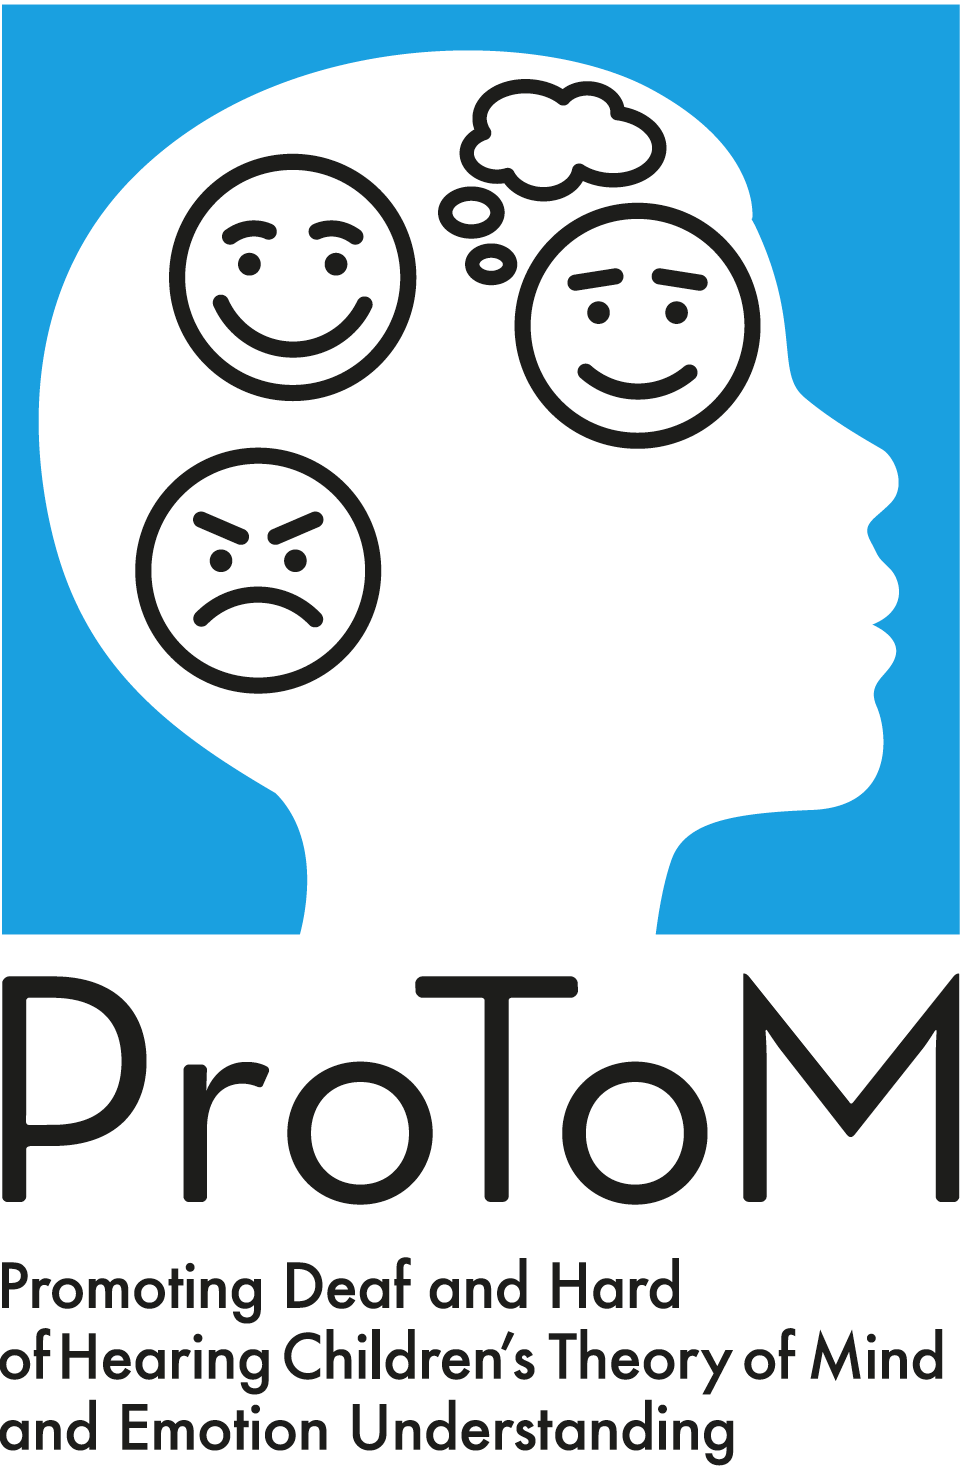 ProToM
Promoting Deaf and Hard
of Hearing Children’s Theory of Mind
and Emotion Understanding